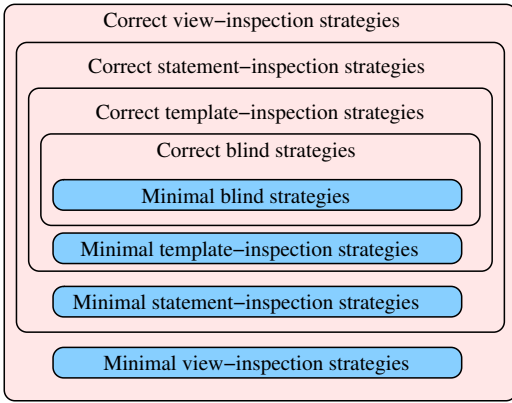 Correct view−inspection strategies
Correct statement−inspection strategies
Correct template−inspection strategies
Correct blind strategies
Minimal blind strategies
Minimal template−inspection strategies
Minimal statement−inspection strategies
Minimal view−inspection strategies